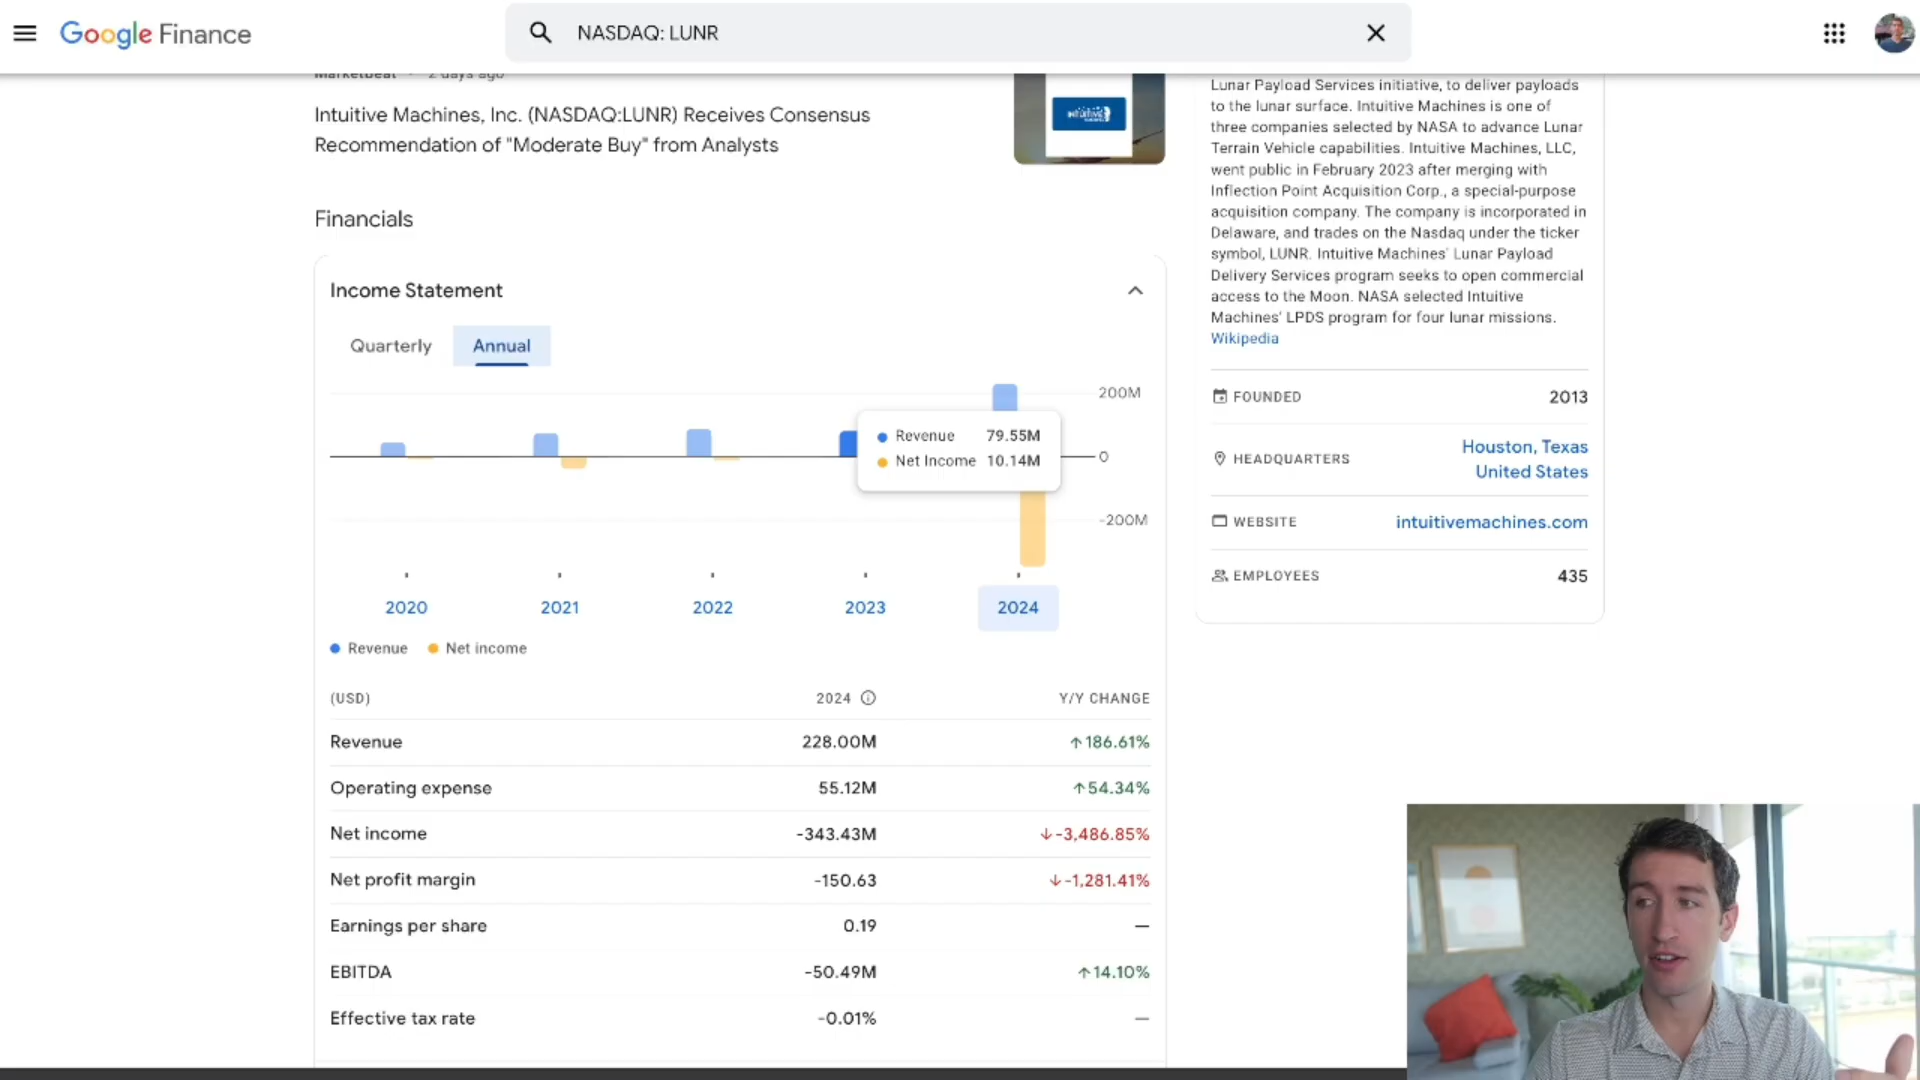 Google Finance
NASDAQ: LUNR
MarketBeat · 2 days ago
Intuitive Machines, Inc. (NASDAQ:LUNR) Receives Consensus
Recommendation of "Moderate Buy" from Analysts
Financials
Income Statement
Quarterly
Annual
200M
0
-200M
Revenue 79.55M
Net Income 10.14M
2020
2021
2022
2023
2024
Revenue
Net income
(USD) 2024 Y/Y CHANGE
Revenue 228.00M ↑186.61%
Operating expense 55.12M ↑54.34%
Net income -343.43M ↓-3,486.85%
Net profit margin -150.63 ↓-1,281.41%
Earnings per share 0.19 —
EBITDA -50.49M ↑14.10%
Effective tax rate -0.01% —
Lunar Payload Services initiative, to deliver payloads
to the lunar surface. Intuitive Machines is one of
three companies selected by NASA to advance Lunar
Terrain Vehicle capabilities. Intuitive Machines, LLC,
went public in February 2023 after merging with
Inflection Point Acquisition Corp., a special-purpose
acquisition company. The company is incorporated in
Delaware, and trades on the Nasdaq under the ticker
symbol, LUNR. Intuitive Machines' Lunar Payload
Delivery Services program seeks to open commercial
access to the Moon. NASA selected Intuitive
Machines' LPDS program for four lunar missions.
Wikipedia
FOUNDED 2013
HEADQUARTERS Houston, Texas
United States
WEBSITE intuitivemachines.com
EMPLOYEES 435